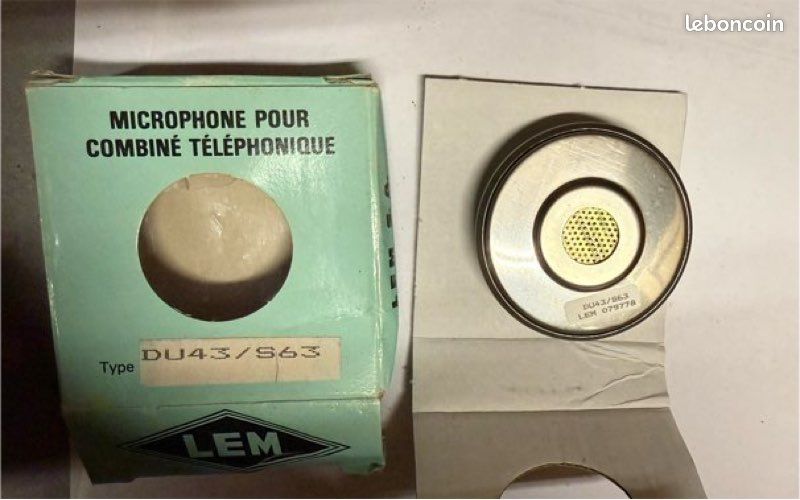 leboncoin
MICROPHONE POUR
COMBINÉ TÉLÉPHONIQUE
Type DU43/S63
LEM
DU43/S63
LEM 079778